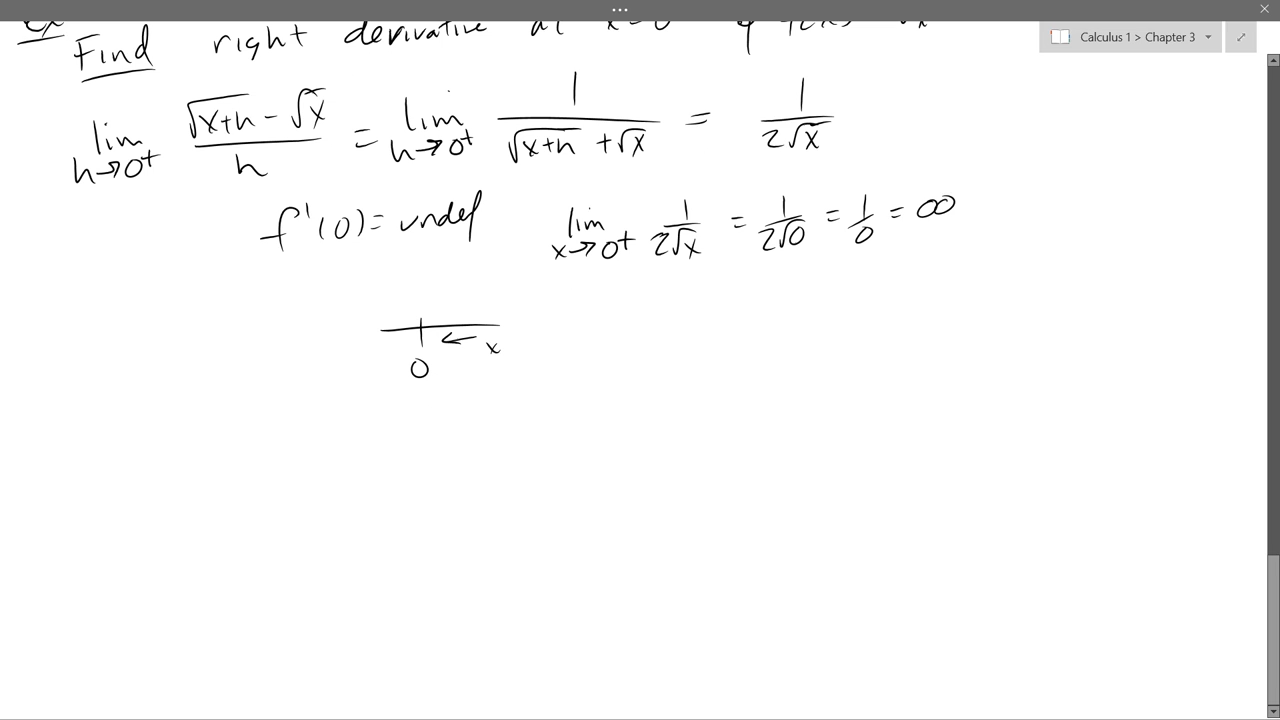 Calculus 1 > Chapter 3
Find right derivative at x=0
lim h→0⁺ (√(x+h) - √x)/h = lim h→0⁺ 1/(√(x+h) + √x) = 1/(2√x)
f'(0) = undef lim x→0⁺ 1/(2√x) = 1/(2√0) = 1/0 = ∞
← x
0